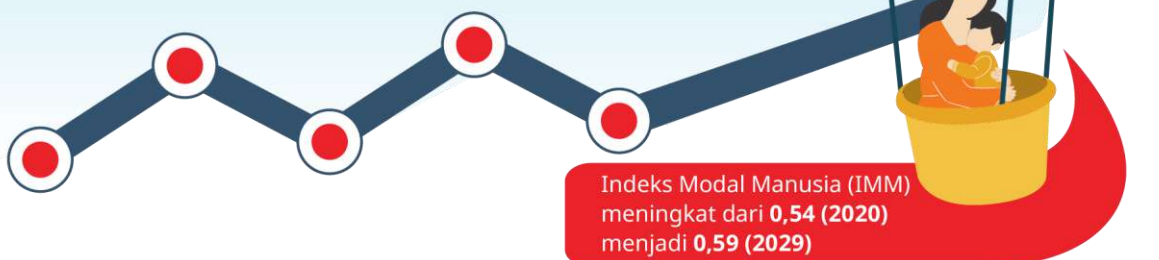 Indeks Modal Manusia (IMM)
meningkat dari 0,54 (2020)
menjadi 0,59 (2029)